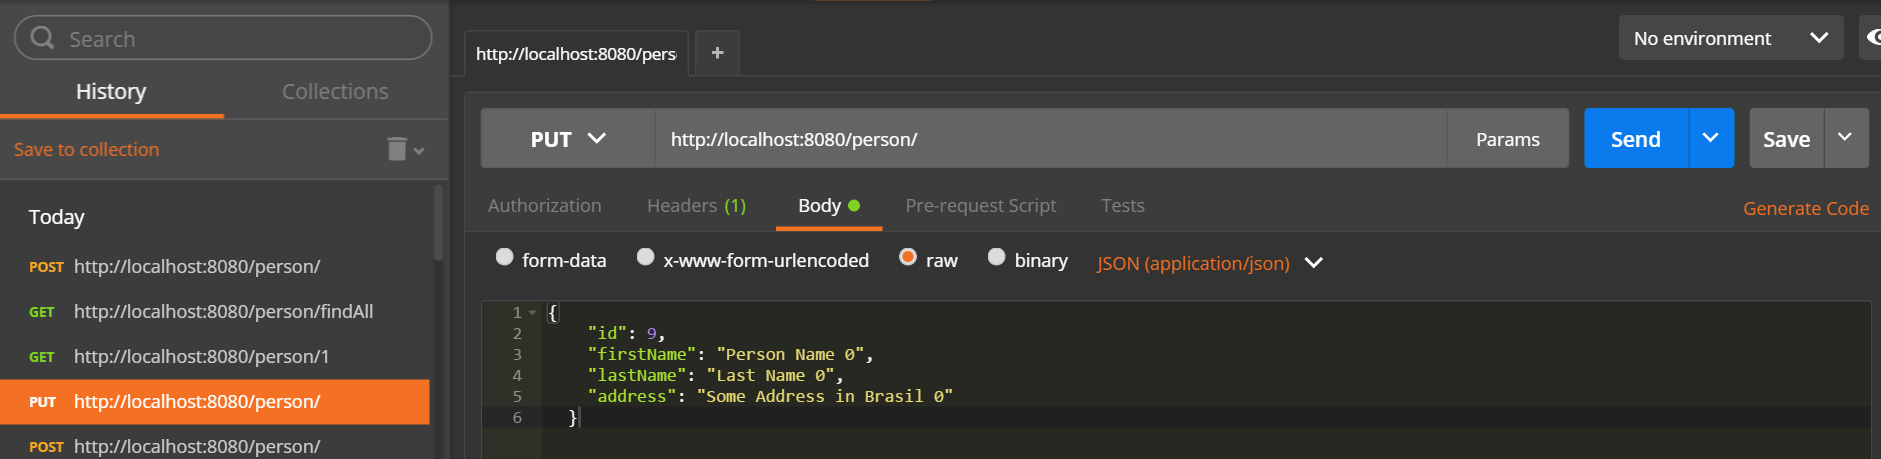 Search
History Collections
Save to collection
Today
POST http://localhost:8080/person/
GET http://localhost:8080/person/findAll
GET http://localhost:8080/person/1
PUT http://localhost:8080/person/
POST http://localhost:8080/person/
http://localhost:8080/pers +
No environment
PUT http://localhost:8080/person/ Params Send Save
Authorization Headers (1) Body Pre-request Script Tests Generate Code
form-data x-www-form-urlencoded raw binary JSON (application/json)
1 {
2 "id": 9,
3 "firstName": "Person Name 0",
4 "lastName": "Last Name 0",
5 "address": "Some Address in Brasil 0"
6 }